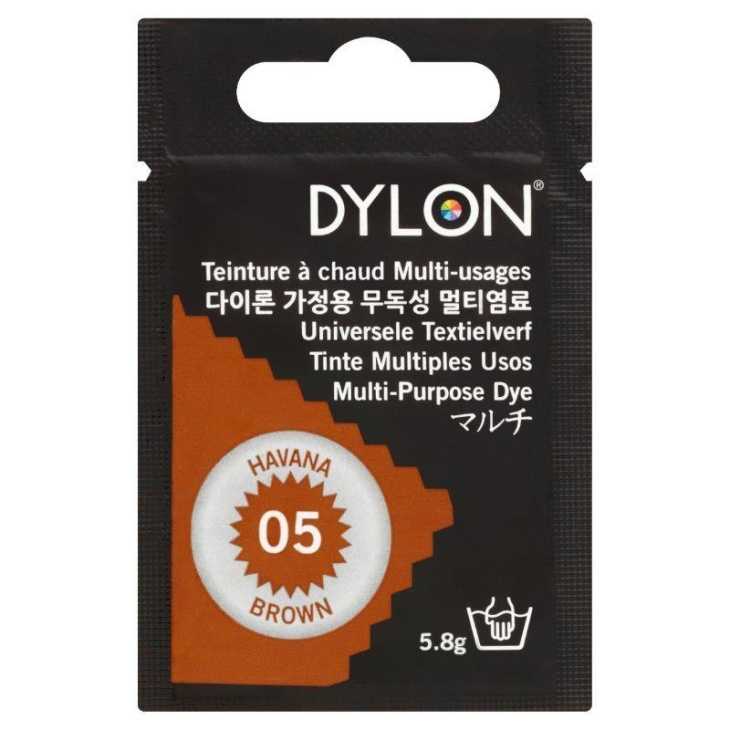 DYLON®
Teinture à chaud Multi-usages
다이론 가정용 무독성 멀티염료
Universele Textielverf
Tinte Multiples Usos
Multi-Purpose Dye
マルチ
HAVANA
05
BROWN
5.8g